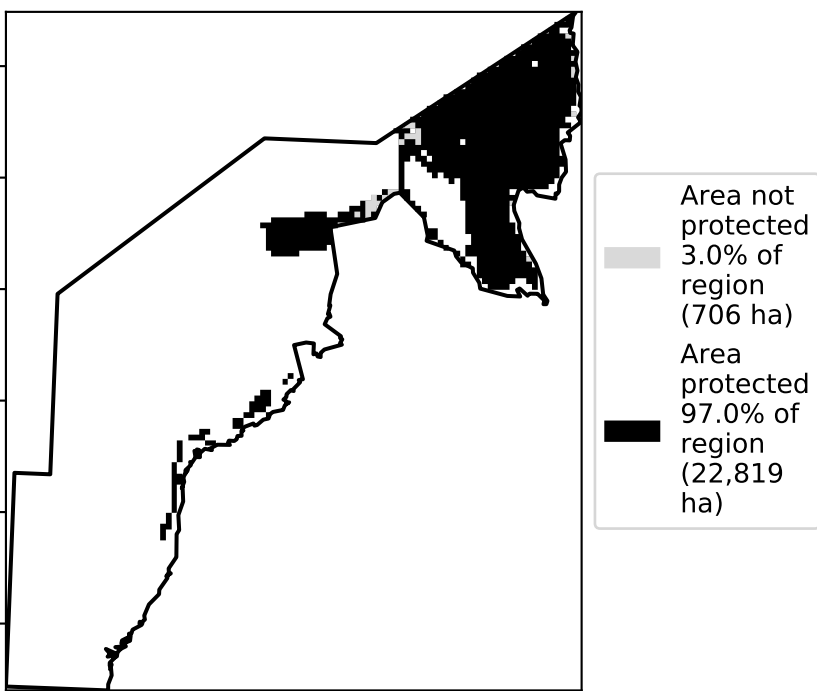 Area not
protected
3.0% of
region
(706 ha)
Area
protected
97.0% of
region
(22,819
ha)